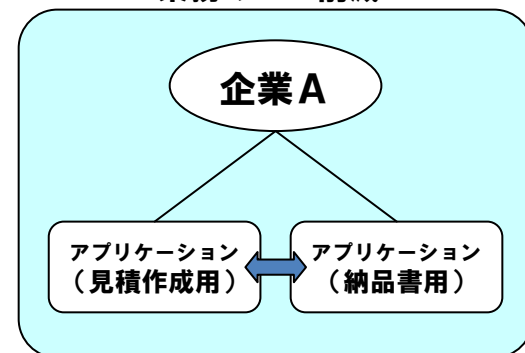 企業A
アプリケーション
（見積作成用）
アプリケーション
（納品書用）